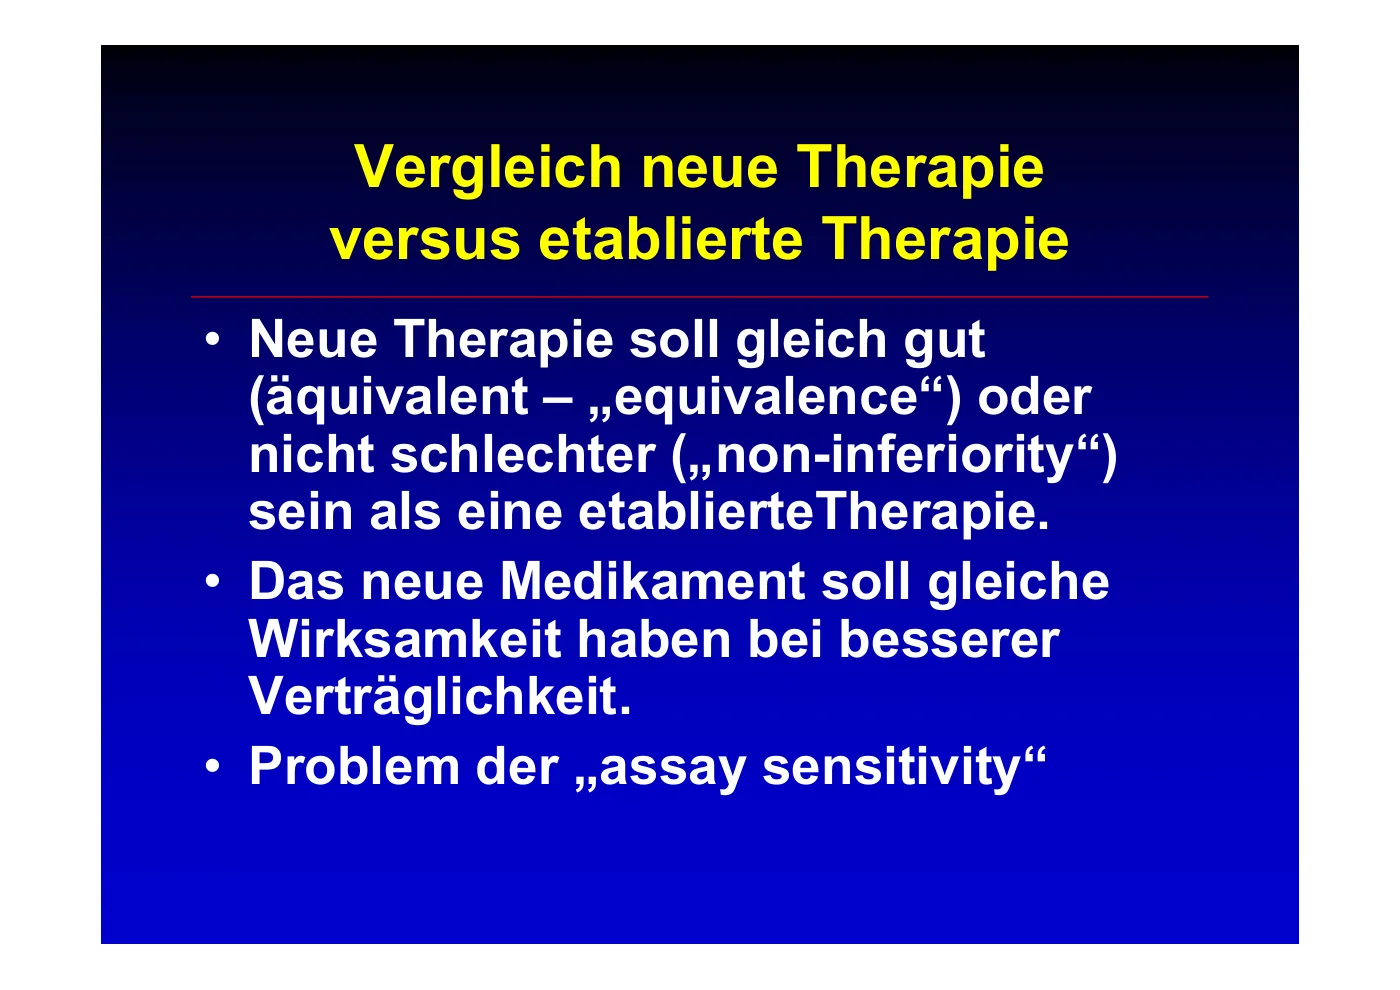 Vergleich neue Therapie
versus etablierte Therapie
• Neue Therapie soll gleich gut
(äquivalent – „equivalence“) oder
nicht schlechter („non-inferiority“)
sein als eine etablierteTherapie.
• Das neue Medikament soll gleiche
Wirksamkeit haben bei besserer
Verträglichkeit.
• Problem der „assay sensitivity“